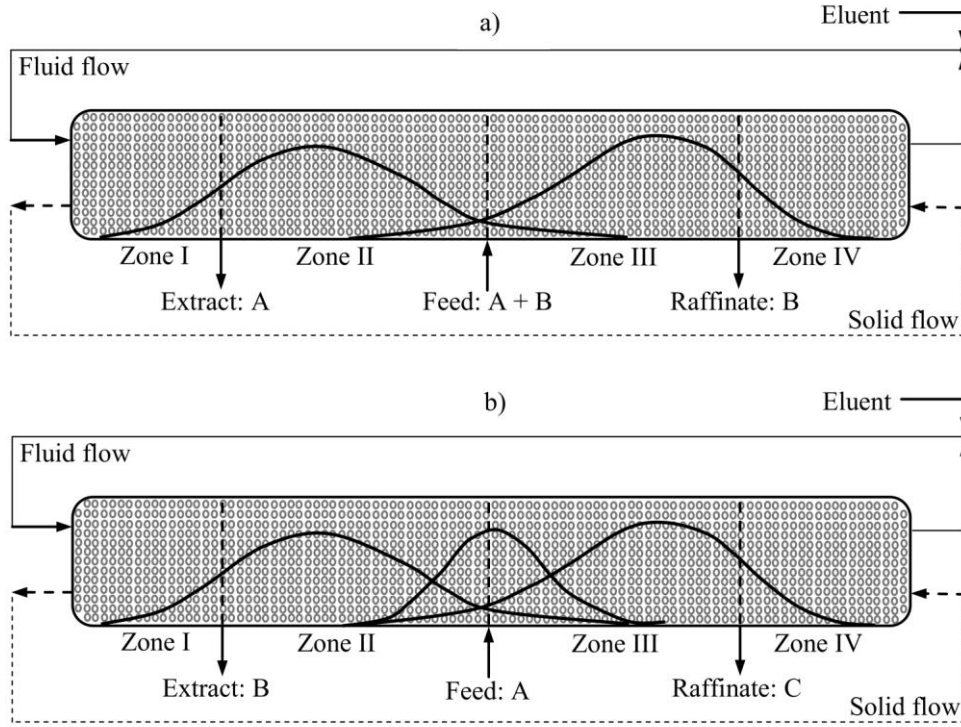 a)
Eluent
Fluid flow
Zone I
Zone II
Zone III
Zone IV
Extract: A
Feed: A + B
Raffinate: B
Solid flow
b)
Eluent
Fluid flow
Zone I
Zone II
Zone III
Zone IV
Extract: B
Feed: A
Raffinate: C
Solid flow